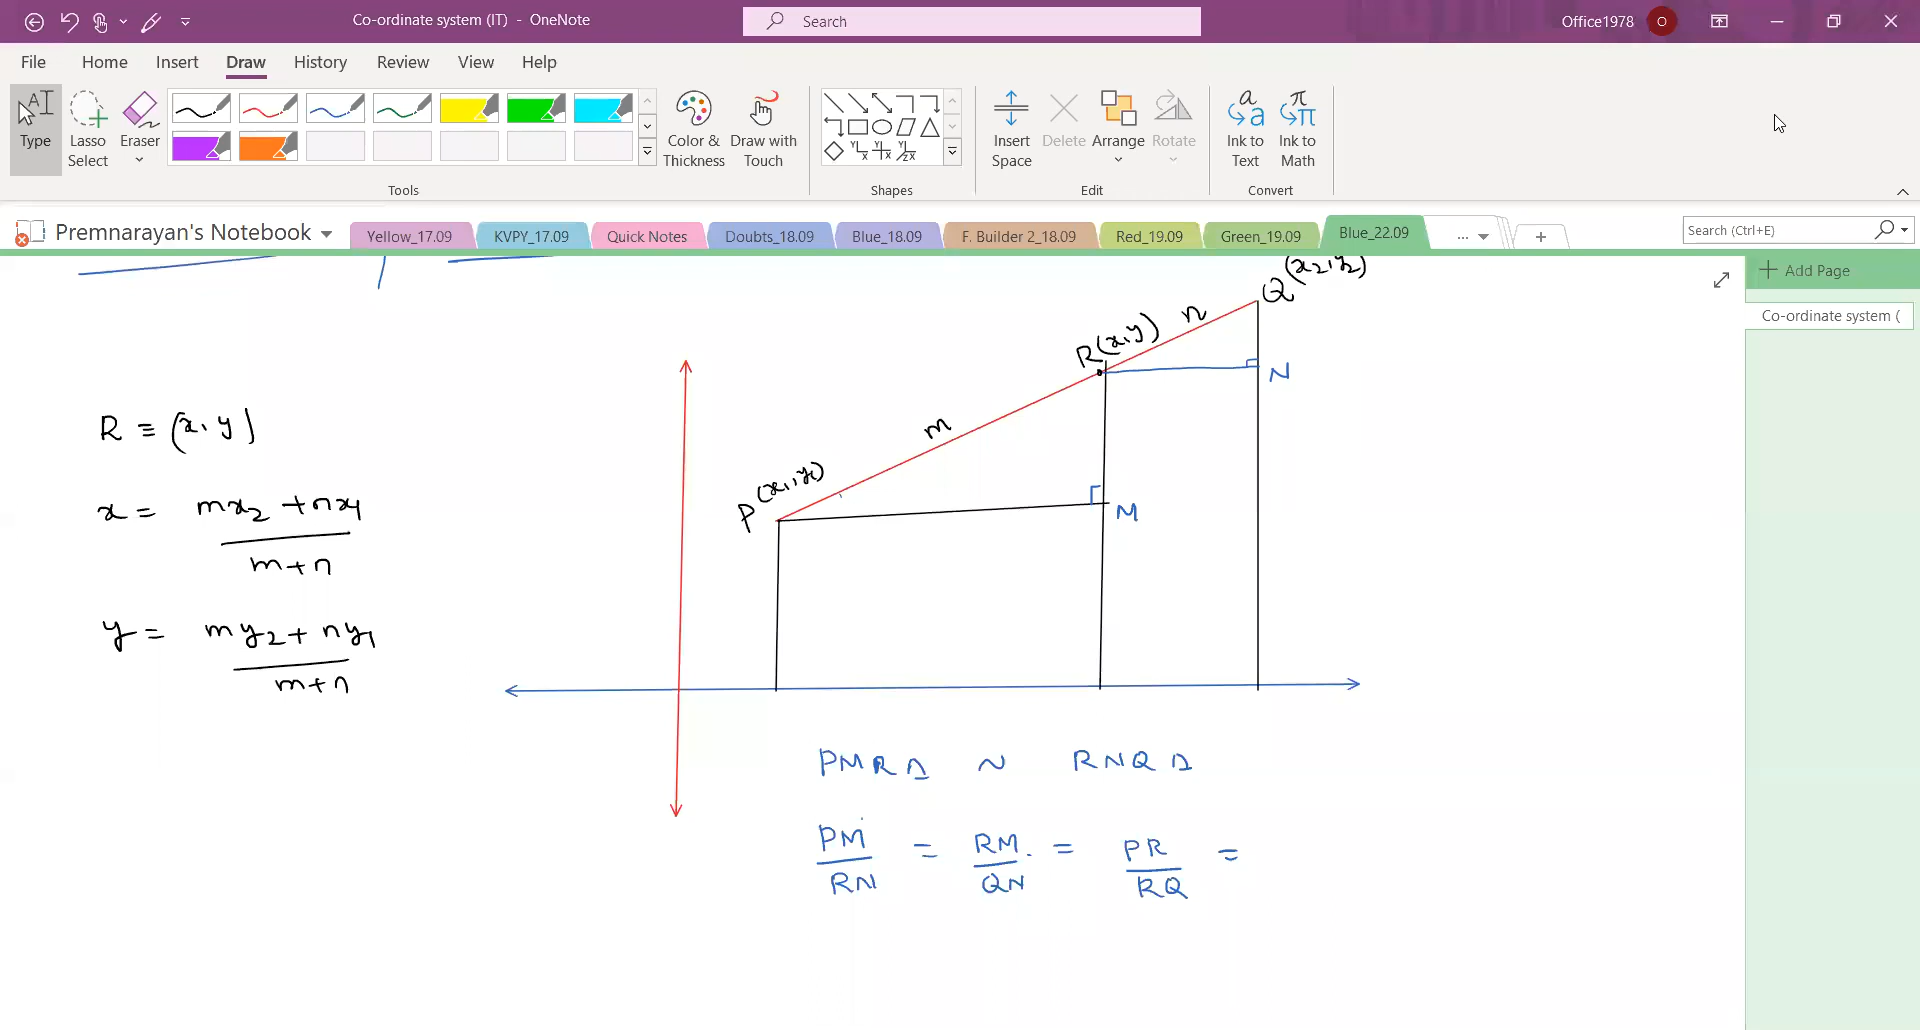 Co-ordinate system (IT) - OneNote
Search
Office1978
O
File Home Insert Draw History Review View Help
Type
Lasso Select
Eraser
Color & Thickness
Draw with Touch
Insert Space
Delete
Arrange
Rotate
Ink to Text
Ink to Math
Tools
Shapes
Edit
Convert
Premnarayan's Notebook
Yellow_17.09
KVPY_17.09
Quick Notes
Doubts_18.09
Blue_18.09
F. Builder 2_18.09
Red_19.09
Green_19.09
Blue_22.09
...
Search (Ctrl+E)
Add Page
Co-ordinate system (
Q(x2,y2)
n
R(x,y)
N
m
P(x1,y1)
M
R ≡ (x, y)
x = mx2 + nx1
m+n
y = my2 + ny1
m+n
PMR Δ ~ RNQ Δ
PM/RN = RM/QN = PR/RQ =